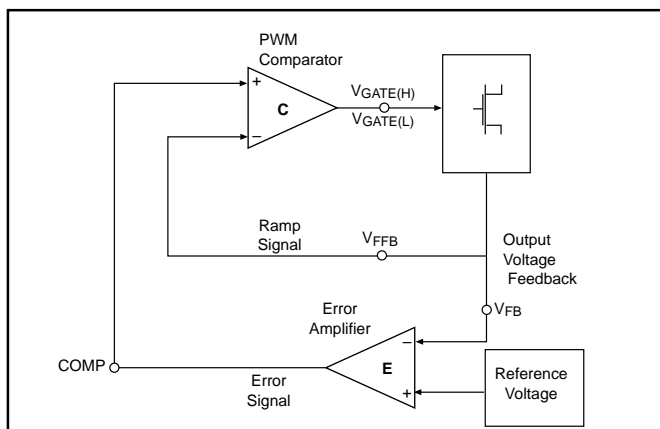 PWM
Comparator
+
C
–
VGATE(H)
VGATE(L)
Ramp
Signal
VFFB
Output
Voltage
Feedback
VFB
Error
Amplifier
–
E
+
COMP
Error
Signal
Reference
Voltage